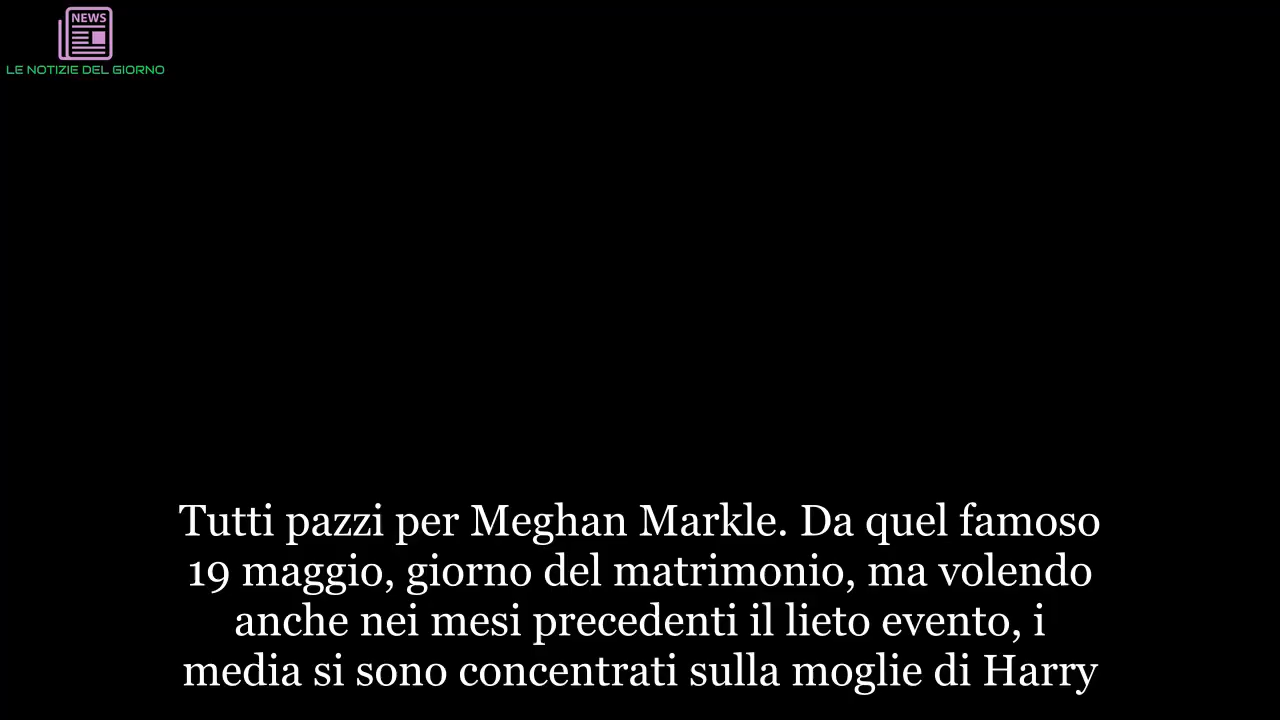 NEWS
LE NOTIZIE DEL GIORNO
Tutti pazzi per Meghan Markle. Da quel famoso
19 maggio, giorno del matrimonio, ma volendo
anche nei mesi precedenti il lieto evento, i
media si sono concentrati sulla moglie di Harry